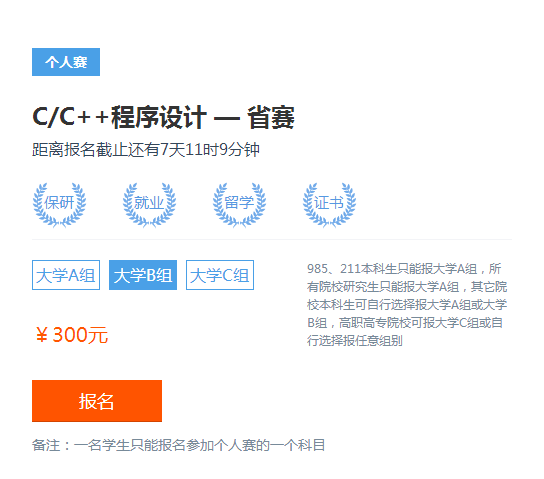 个人赛
C/C++程序设计 — 省赛
距离报名截止还有7天11时9分钟
保研 就业 留学 证书
大学A组 大学B组 大学C组
985、211本科生只能报大学A组，所
有院校研究生只能报大学A组，其它院
校本科生可自行选择报大学A组或大学
B组，高职高专院校可报大学C组或自
行选择报任意组别
￥300元
报名
备注：一名学生只能报名参加个人赛的一个科目